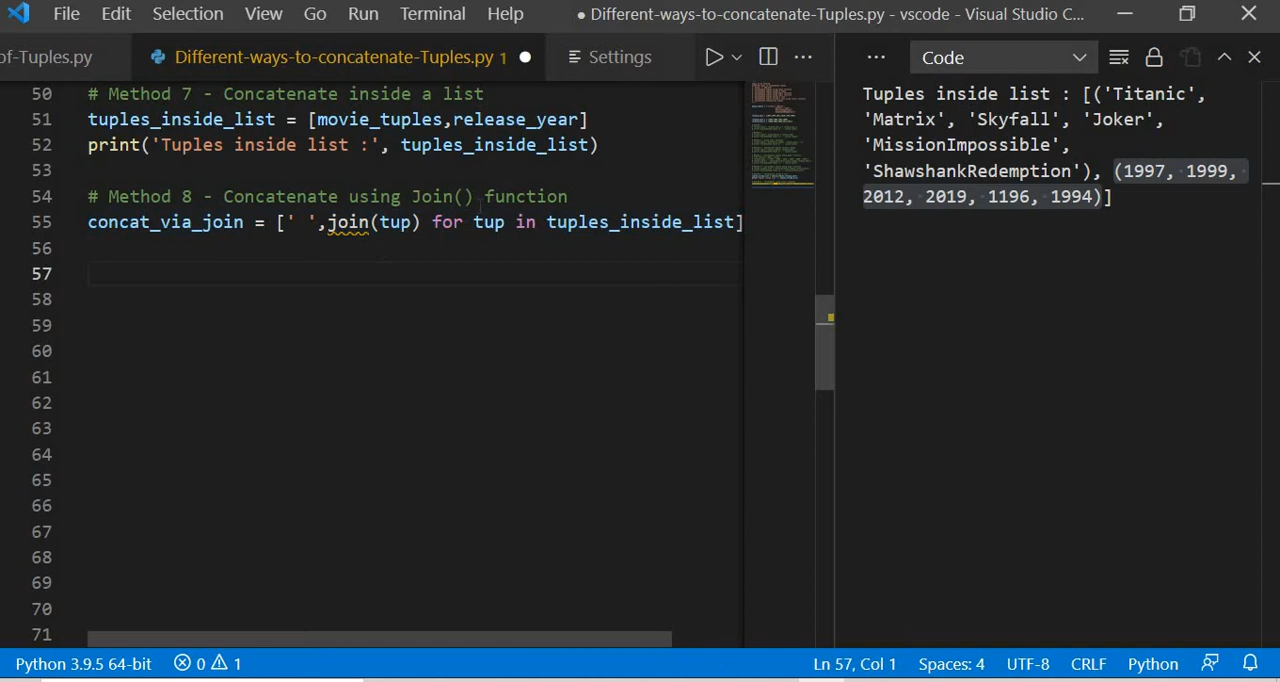 File Edit Selection View Go Run Terminal Help ● Different-ways-to-concatenate-Tuples.py - vscode - Visual Studio C...
of-Tuples.py Different-ways-to-concatenate-Tuples.py 1 Settings Code
50 # Method 7 - Concatenate inside a list
51 tuples_inside_list = [movie_tuples,release_year]
52 print('Tuples inside list :', tuples_inside_list)
53
54 # Method 8 - Concatenate using Join() function
55 concat_via_join = [' ',join(tup) for tup in tuples_inside_list]
56
57
58
59
60
61
62
63
64
65
66
67
68
69
70
71
Tuples inside list : [('Titanic',
'Matrix', 'Skyfall', 'Joker',
'MissionImpossible',
'ShawshankRedemption'), (1997, 1999,
2012, 2019, 1196, 1994)]
Python 3.9.5 64-bit 0 1 Ln 57, Col 1 Spaces: 4 UTF-8 CRLF Python